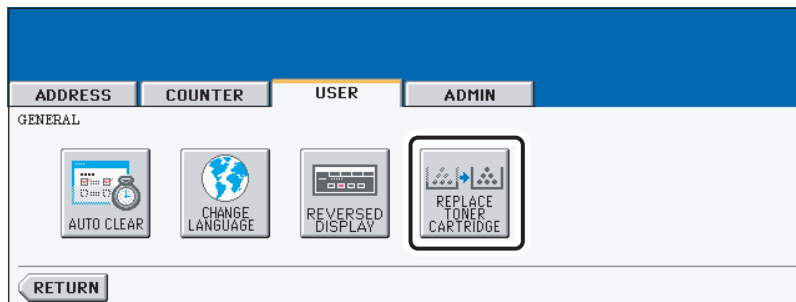 ADDRESS COUNTER USER ADMIN
GENERAL
AUTO CLEAR
CHANGE
LANGUAGE
REVERSED
DISPLAY
REPLACE
TONER
CARTRIDGE
RETURN